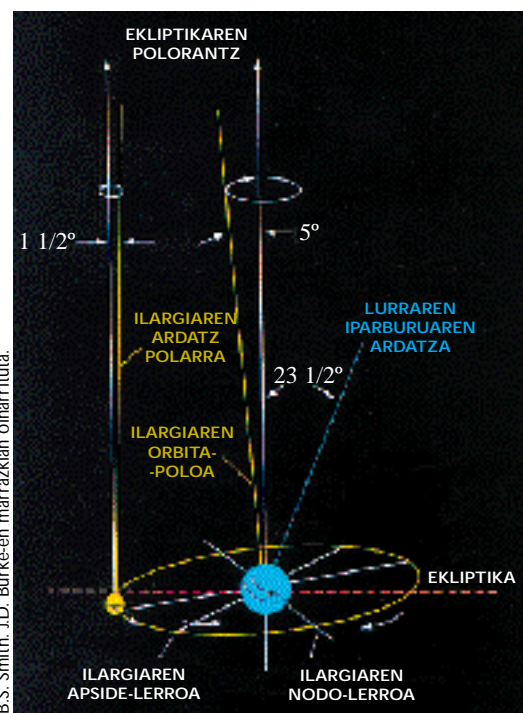 EKLIPTIKAREN
POLORANTZ
1 1/2º
5º
ILARGIAREN
ARDATZ
POLARRA
LURRAREN
IPARBURUAREN
ARDATZA
23 1/2º
ILARGIAREN
ORBITA-
-POLOA
EKLIPTIKA
ILARGIAREN
APSIDE-LERROA
ILARGIAREN
NODO-LERROA
B.S. Smith. J.D. Burke-en marrazkian oinarrituta.